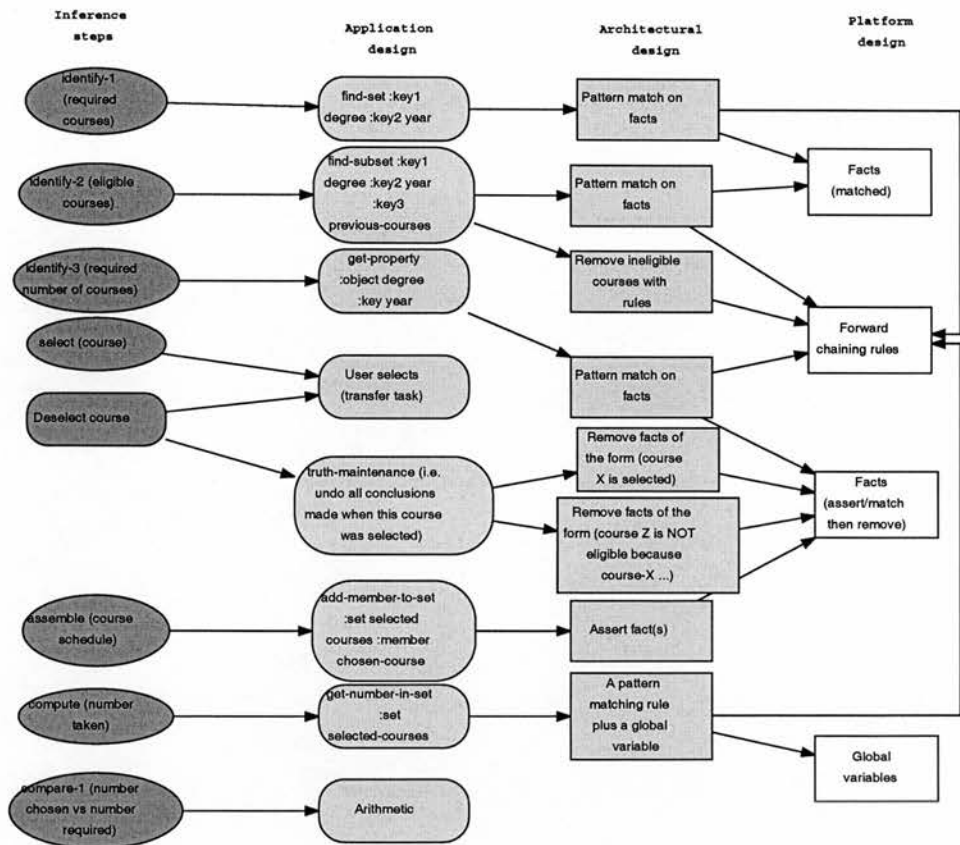 Inference
steps
Application
design
Architectural
design
Platform
design
identify-1
(required
courses)
find-set :key1
degree :key2 year
Pattern match on
facts
Facts
(matched)
identify-2 (eligible
courses)
find-subset :key1
degree :key2 year
:key3
previous-courses
Pattern match on
facts
Remove ineligible
courses with
rules
identify-3 (required
number of courses)
get-property
:object degree
:key year
Forward
chaining rules
select (course)
User selects
(transfer task)
Pattern match on
facts
Deselect course
truth-maintenance (i.e.
undo all conclusions
made when this course
was selected)
Remove facts of
the form (course
X is selected)
Remove facts of the
form (course Z is NOT
eligible because
course-X ...)
Facts
(assert/match
then remove)
assemble (course
schedule)
add-member-to-set
:set selected
courses :member
chosen-course
Assert fact(s)
compute (number
taken)
get-number-in-set
:set
selected-courses
A pattern
matching rule
plus a global
variable
Global
variables
compare-1 (number
chosen vs number
required)
Arithmetic